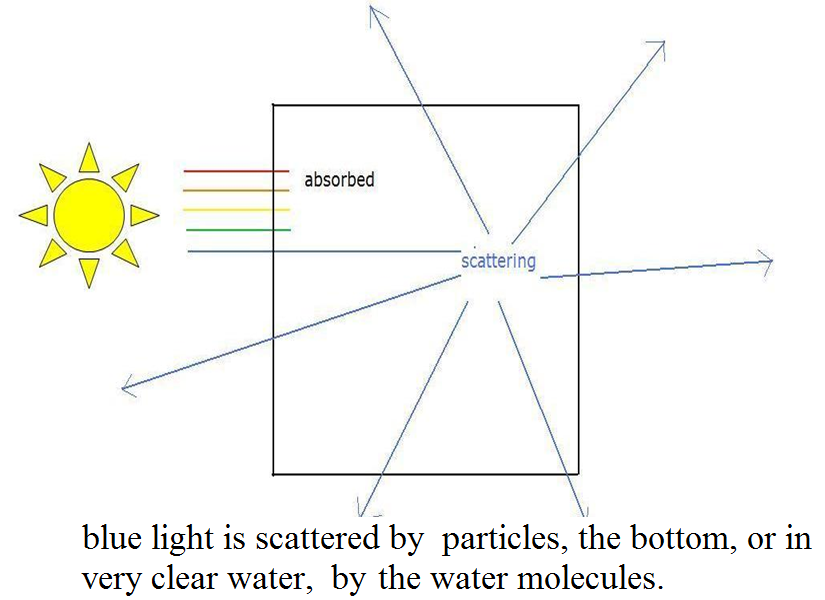 absorbed
scattering
blue light is scattered by  particles, the bottom, or in
very clear water,  by the water molecules.